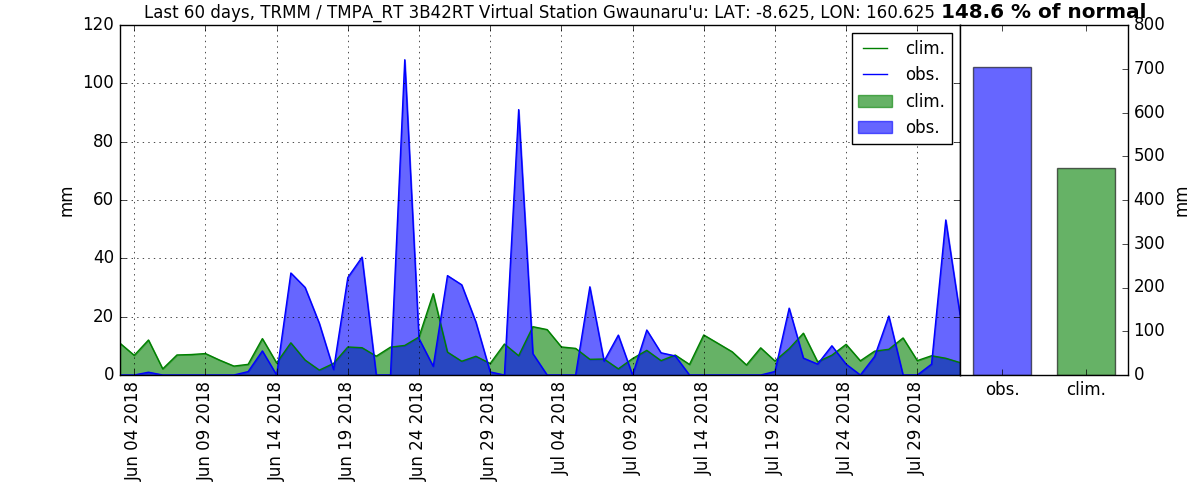 Last 60 days, TRMM / TMPA_RT 3B42RT Virtual Station Gwaunaru'u: LAT: -8.625, LON: 160.625 148.6 % of normal
120
100
80
60
40
20
0
mm
clim.
obs.
clim.
obs.
800
700
600
500
400
300
200
100
0
mm
obs.
clim.
Jun 04 2018
Jun 09 2018
Jun 14 2018
Jun 19 2018
Jun 24 2018
Jun 29 2018
Jul 04 2018
Jul 09 2018
Jul 14 2018
Jul 19 2018
Jul 24 2018
Jul 29 2018